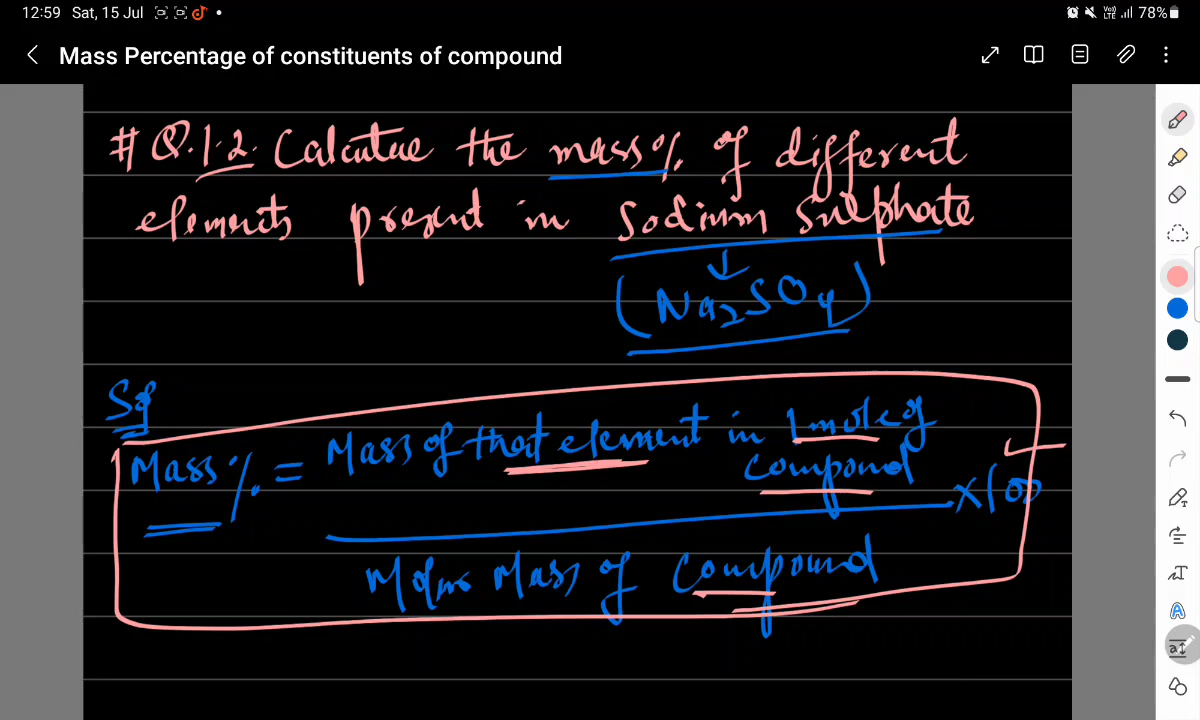 12:59 Sat, 15 Jul 78%
Mass Percentage of constituents of compound
# Q.1.2. Calculate the mass% of different
elements present in Sodium Sulphate
(Na2SO4)
Sol
Mass % = Mass of that element in 1 mole of
compound
×100
Molar Mass of Compound